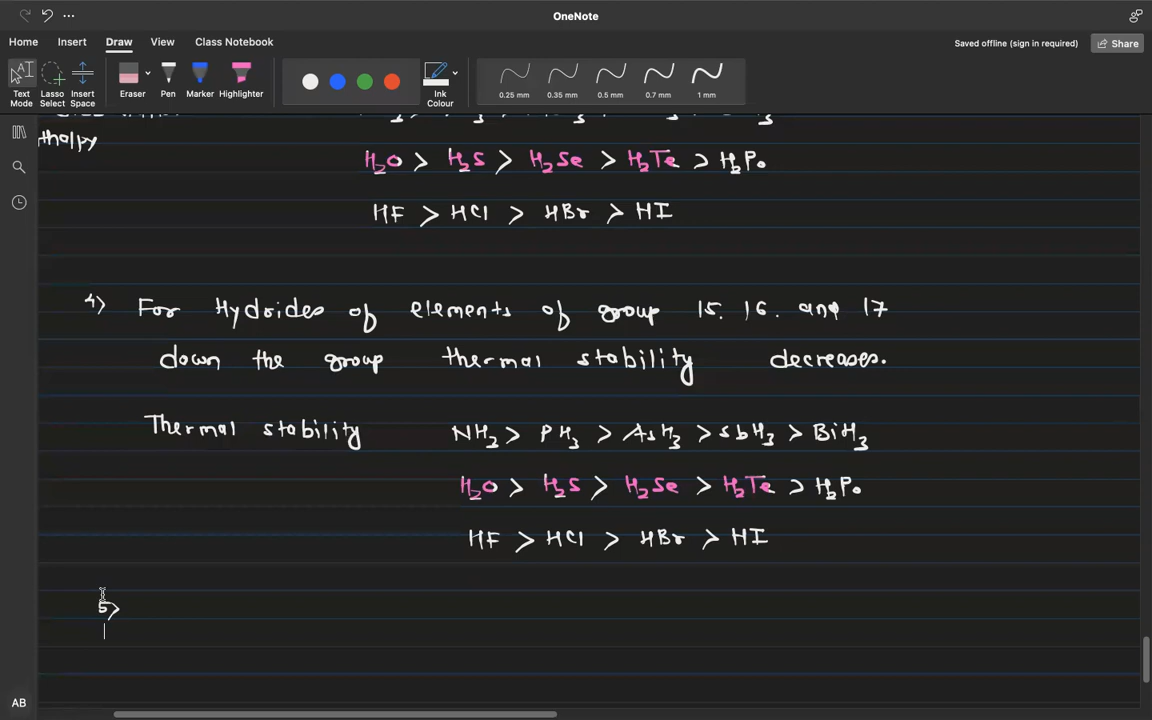 OneNote
Home Insert Draw View Class Notebook
Saved offline (sign in required) Share
Text Mode
Lasso Select
Insert Space
Eraser Pen Marker Highlighter
Ink Colour
0.25 mm 0.35 mm 0.5 mm 0.7 mm 1 mm
thalpy
H₂O > H₂S > H₂Se > H₂Te > H₂Po
HF > HCl > HBr > HI
4) For Hydrides of elements of group 15, 16. and 17
down the group thermal stability decreases.
Thermal stability NH₃ > PH₃ > AsH₃ > SbH₃ > BiH₃
H₂O > H₂S > H₂Se > H₂Te > H₂Po
HF > HCl > HBr > HI
5>
AB